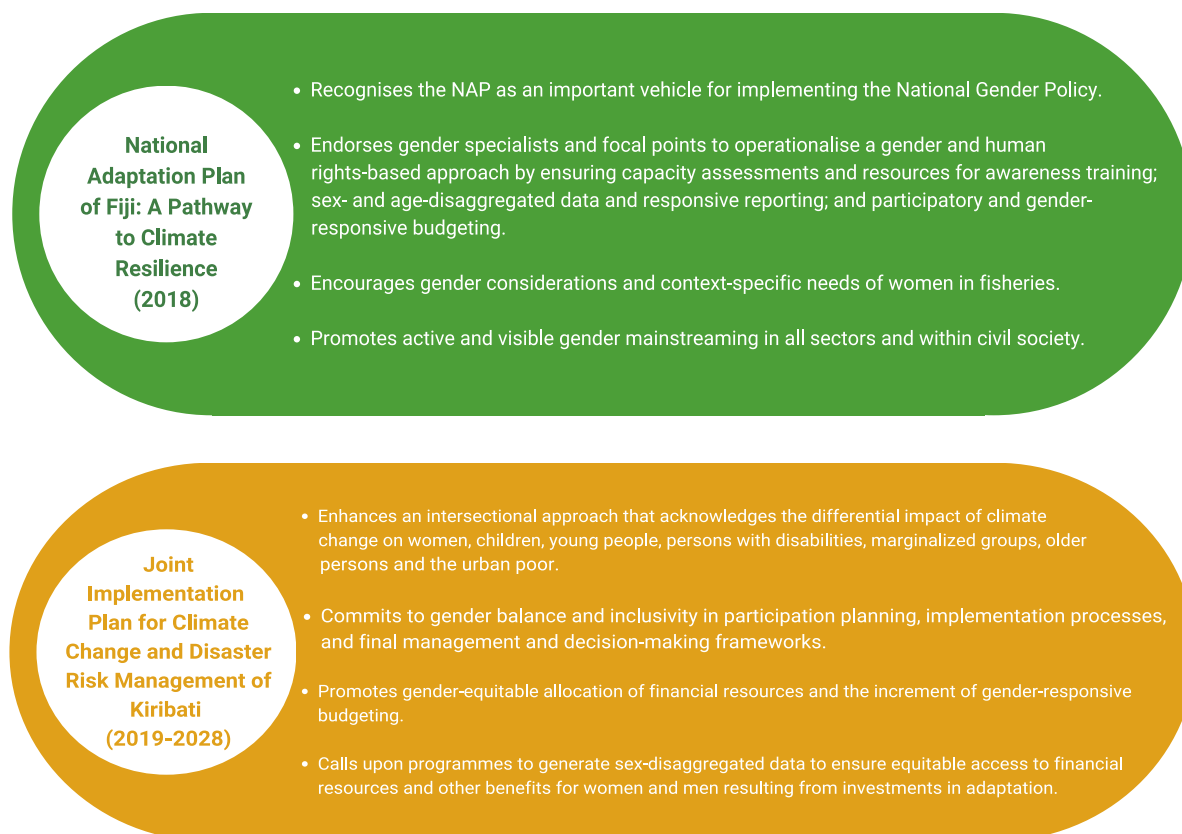 National
Adaptation Plan
of Fiji: A Pathway
to Climate
Resilience
(2018)
• Recognises the NAP as an important vehicle for implementing the National Gender Policy.
• Endorses gender specialists and focal points to operationalise a gender and human
rights-based approach by ensuring capacity assessments and resources for awareness training;
sex- and age-disaggregated data and responsive reporting; and participatory and gender-
responsive budgeting.
• Encourages gender considerations and context-specific needs of women in fisheries.
• Promotes active and visible gender mainstreaming in all sectors and within civil society.
Joint
Implementation
Plan for Climate
Change and Disaster
Risk Management of
Kiribati
(2019-2028)
• Enhances an intersectional approach that acknowledges the differential impact of climate
change on women, children, young people, persons with disabilities, marginalized groups, older
persons and the urban poor.
• Commits to gender balance and inclusivity in participation planning, implementation processes,
and final management and decision-making frameworks.
• Promotes gender-equitable allocation of financial resources and the increment of gender-responsive
budgeting.
• Calls upon programmes to generate sex-disaggregated data to ensure equitable access to financial
resources and other benefits for women and men resulting from investments in adaptation.